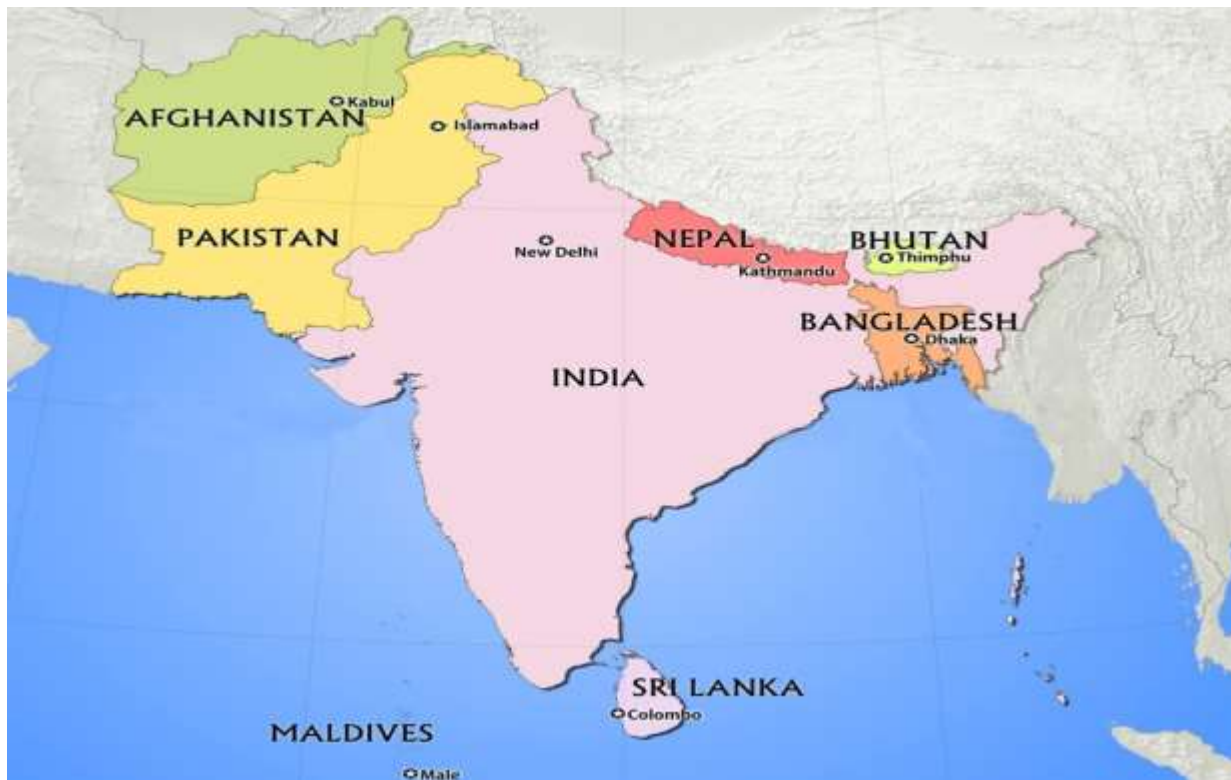 Kabul
AFGHANISTAN
Islamabad
PAKISTAN
New Delhi
NEPAL
Kathmandu
BHUTAN
Thimphu
BANGLADESH
Dhaka
INDIA
SRI LANKA
Colombo
MALDIVES
Male